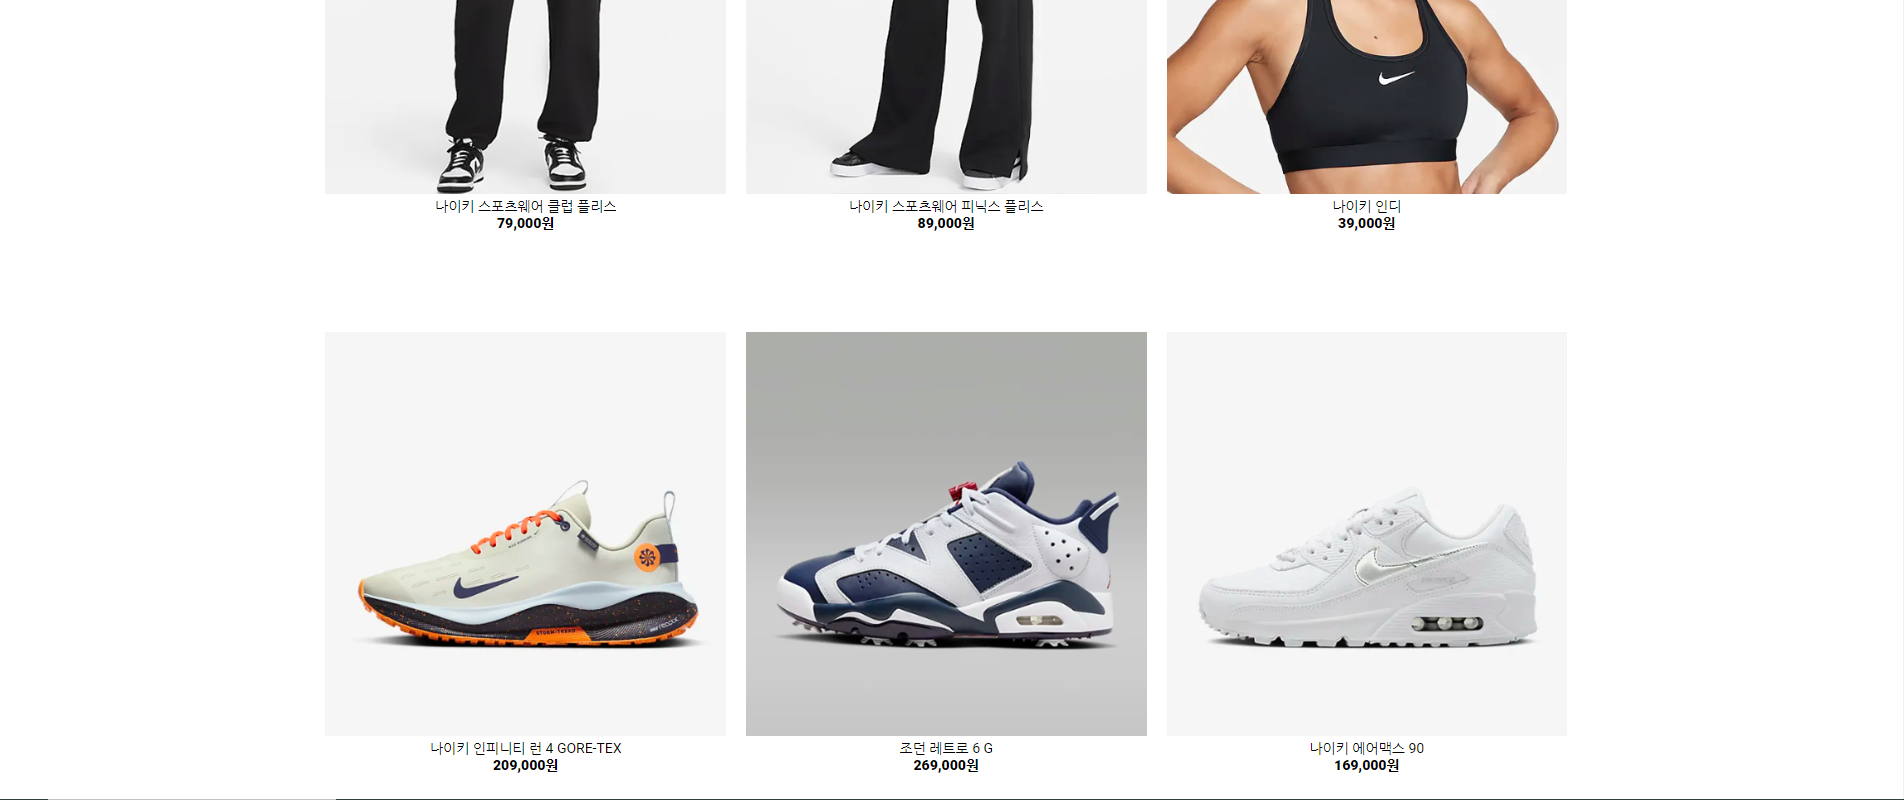 나이키 스포츠웨어 클럽 플리스
79,000원
나이키 스포츠웨어 피닉스 플리스
89,000원
나이키 인디
39,000원
STORM-TREAD
나이키 인피니티 런 4 GORE-TEX
209,000원
조던 레트로 6 G
269,000원
나이키 에어맥스 90
169,000원